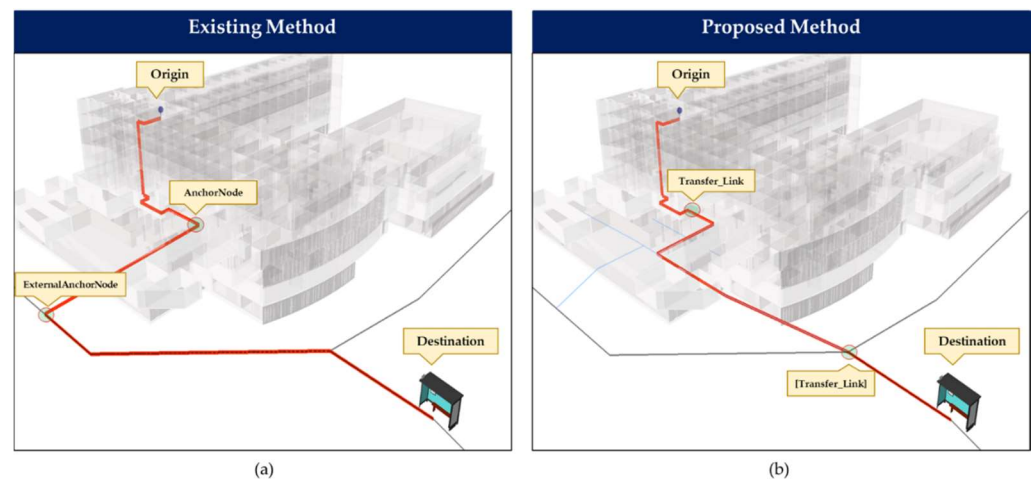 Existing Method
Origin
AnchorNode
ExternalAnchorNode
Destination
(a)
Proposed Method
Origin
Transfer_Link
Destination
[Transfer_Link]
(b)